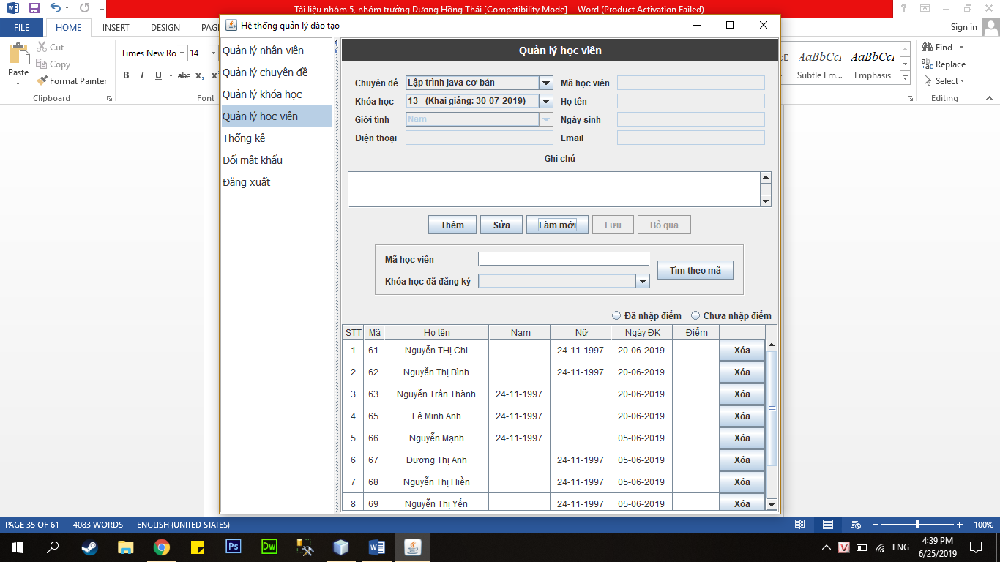 Tài liệu nhóm 5, nhóm trưởng Dương Hồng Thái [Compatibility Mode] - Word (Product Activation Failed)
FILE HOME INSERT DESIGN PAG Sign in
Hệ thống quản lý đào tạo
Paste
Cut
Copy
Format Painter
Clipboard
Times New Ro 14
B I U abc x₂ x
Font
AaBbCcI AaBbCcI
Subtle Em... Emphasis
Find
Replace
Select
Editing
Quản lý nhân viên
Quản lý chuyên đề
Quản lý khóa học
Quản lý học viên
Thống kê
Đổi mật khẩu
Đăng xuất
Quản lý học viên
Chuyên đề Lập trình java cơ bản Mã học viên
Khóa học 13 - (Khai giảng: 30-07-2019) Họ tên
Giới tính Nam Ngày sinh
Điện thoại Email
Ghi chú
Thêm Sửa Làm mới Lưu Bỏ qua
Mã học viên
Khóa học đã đăng ký
Tìm theo mã
Đã nhập điểm Chưa nhập điểm
STT Mã Họ tên Nam Nữ Ngày ĐK Điểm
1 61 Nguyễn THị Chi 24-11-1997 20-06-2019 Xóa
2 62 Nguyễn Thị Bình 24-11-1997 20-06-2019 Xóa
3 63 Nguyễn Trấn Thành 24-11-1997 20-06-2019 Xóa
4 65 Lê Minh Anh 24-11-1997 20-06-2019 Xóa
5 66 Nguyễn Mạnh 24-11-1997 05-06-2019 Xóa
6 67 Dương Thị Anh 24-11-1997 05-06-2019 Xóa
7 68 Nguyễn Thị Hiền 24-11-1997 05-06-2019 Xóa
8 69 Nguyễn Thị Yến 24-11-1997 05-06-2019 Xóa
PAGE 35 OF 61 4083 WORDS ENGLISH (UNITED STATES) 100%
ENG
4:39 PM
6/25/2019